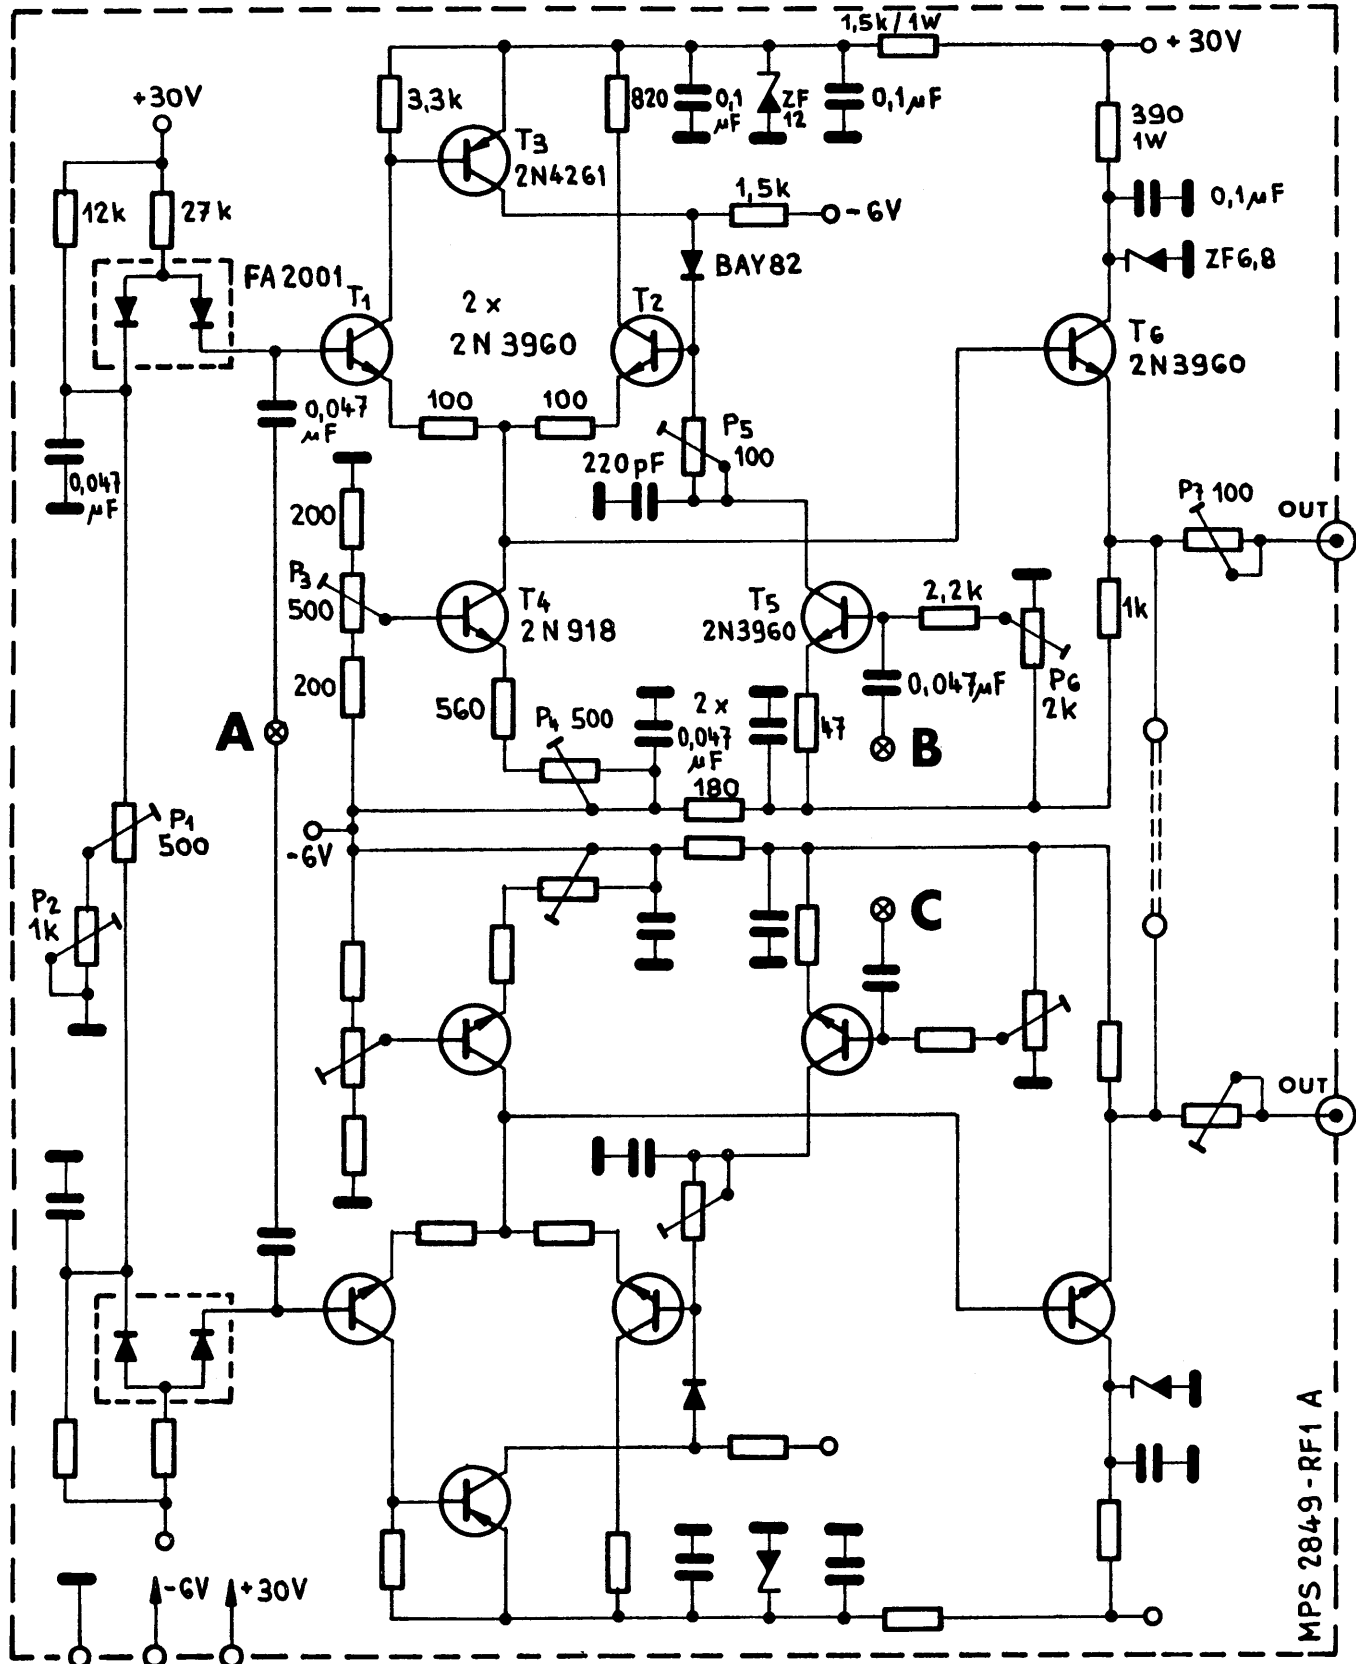 1,5k/1W
+ 30V
+30V
3,3k
820
0,1
μF
ZF
12
0,1μF
390
1W
T3
2N4261
12k
27k
1,5k
-6V
0,1μF
FA2001
BAY82
ZF6,8
T1
2 x
2N 3960
T2
T6
2N3960
100
100
0,047
μF
P5
100
220pF
0,047
μF
200
P7 100
OUT
P3
500
T4
2N918
T5
2N3960
2,2k
1k
200
560
P4 500
2 x
0,047
μF
47
0,047μF
P6
2k
A
B
180
P1
500
-6V
P2
1k
C
OUT
-6V
+30V
MPS 2849-RF1 A